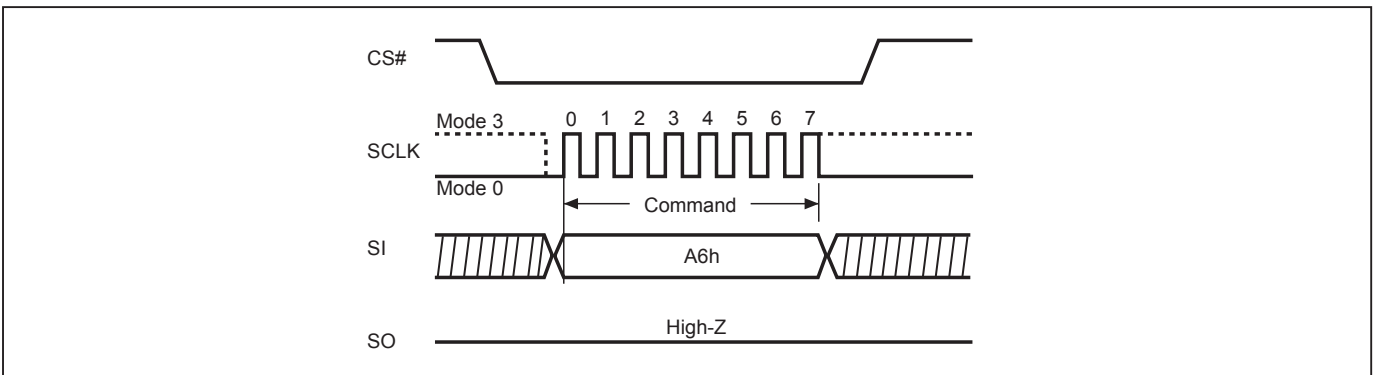 CS#
Mode 3
0 1 2 3 4 5 6 7
SCLK
Mode 0
Command
SI
A6h
High-Z
SO